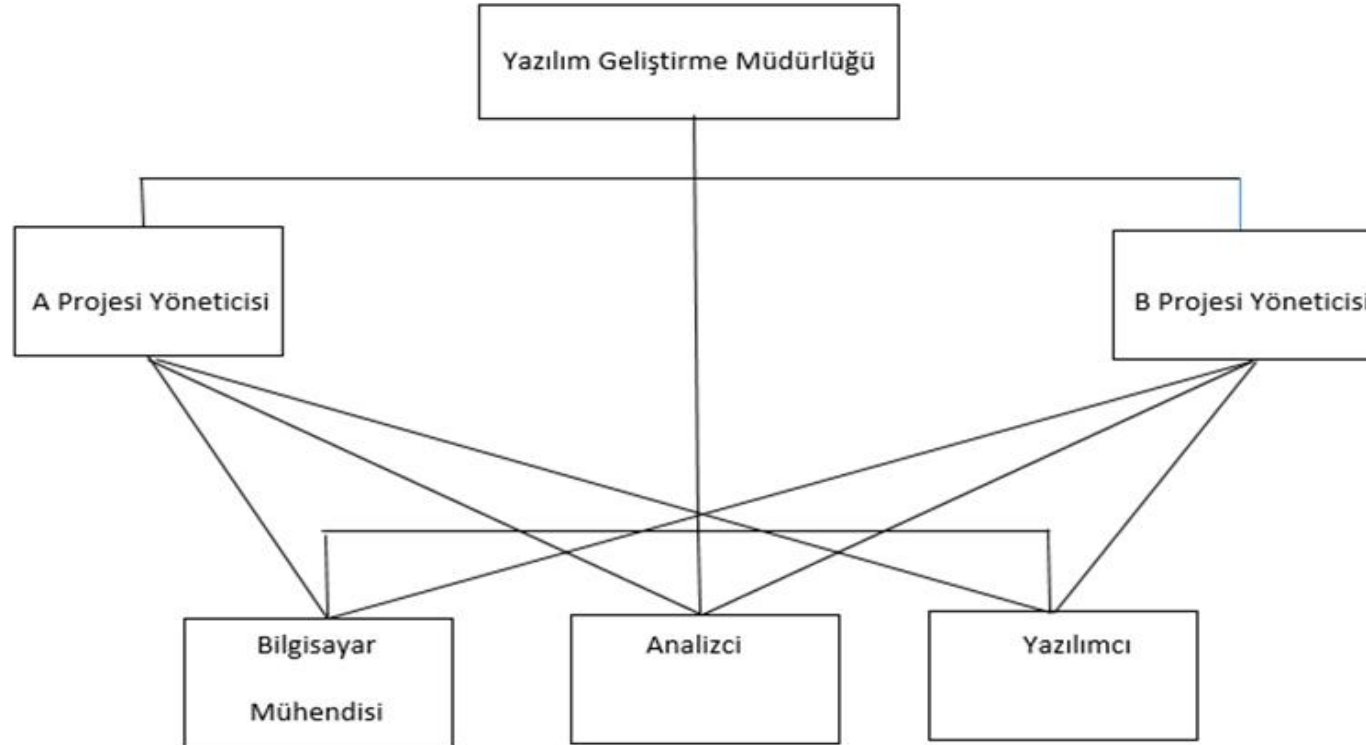 Yazılım Geliştirme Müdürlüğü
A Projesi Yöneticisi
B Projesi Yöneticisi
Bilgisayar
Mühendisi
Analizci
Yazılımcı